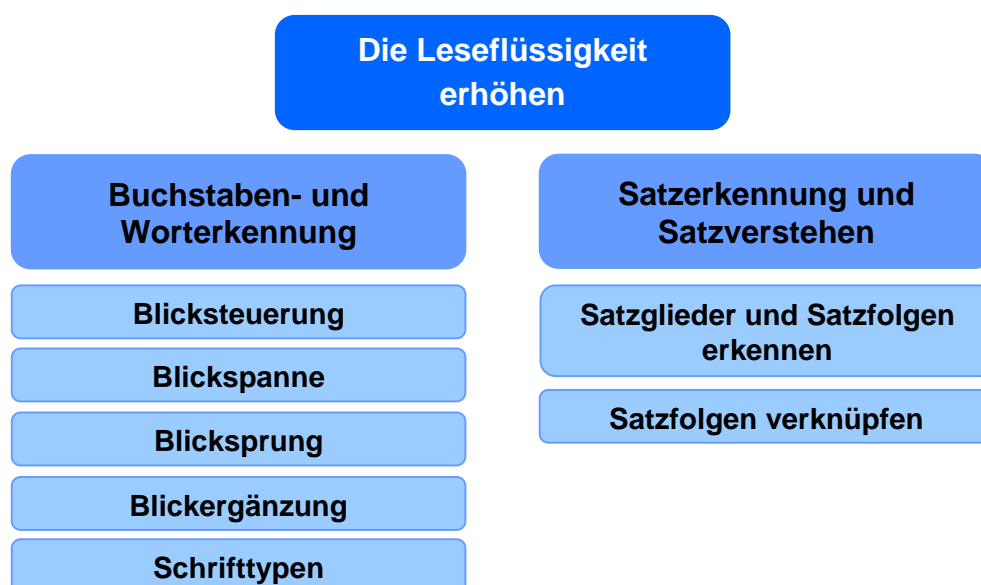 Die Leseflüssigkeit
erhöhen
Buchstaben- und
Worterkennung
Blicksteuerung
Blickspanne
Blicksprung
Blickergänzung
Schrifttypen
Satzerkennung und
Satzverstehen
Satzglieder und Satzfolgen
erkennen
Satzfolgen verknüpfen